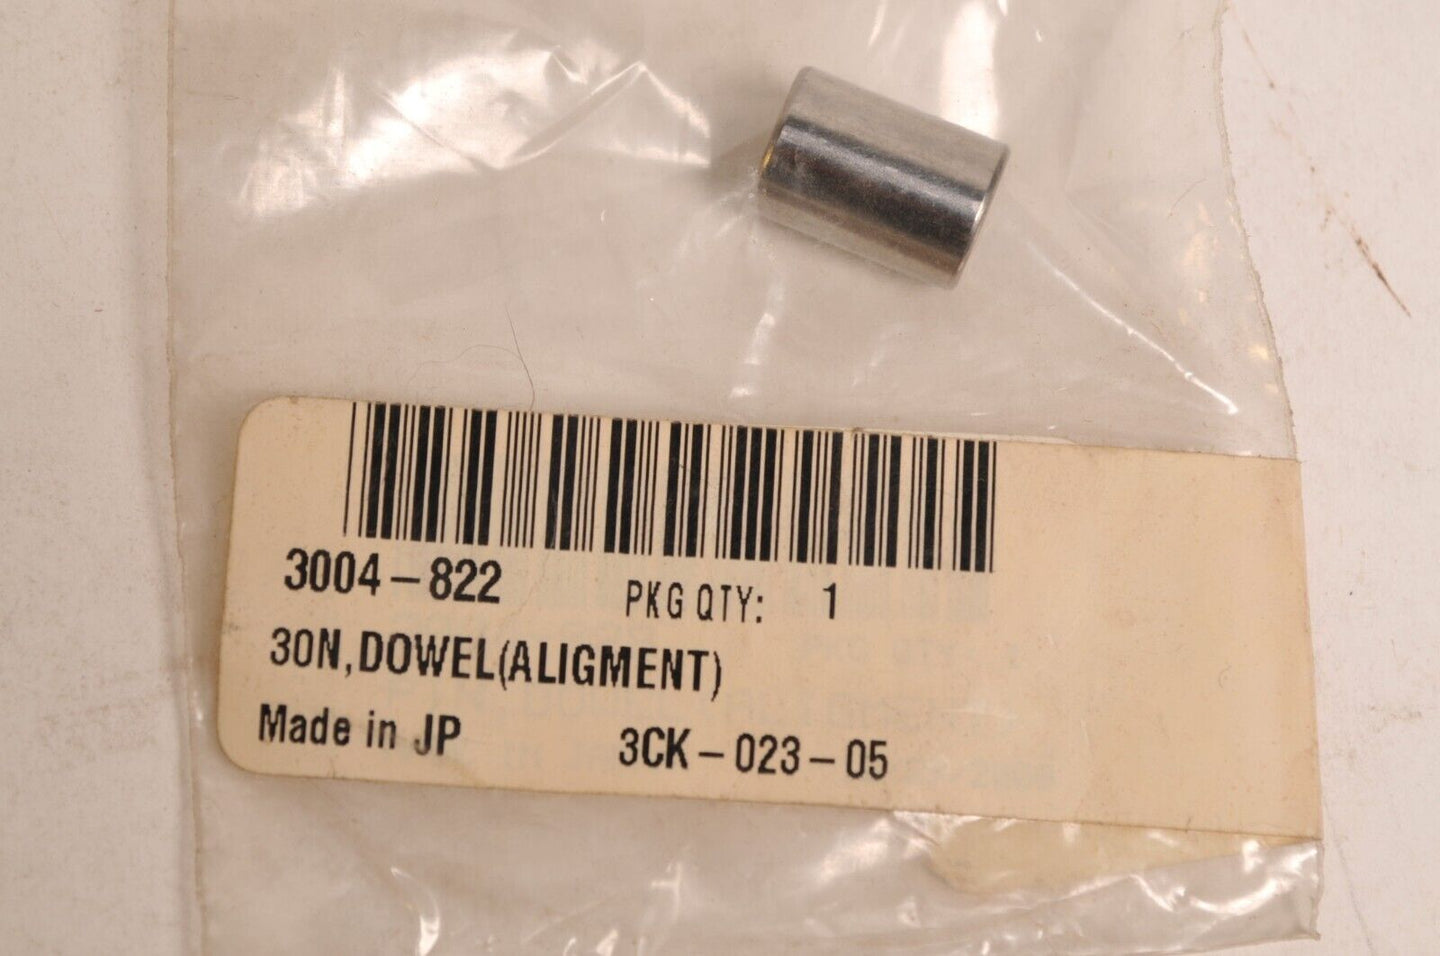 3004-822 PKG QTY: 1
30N,DOWEL(ALIGMENT)
Made in JP 3CK-023-05